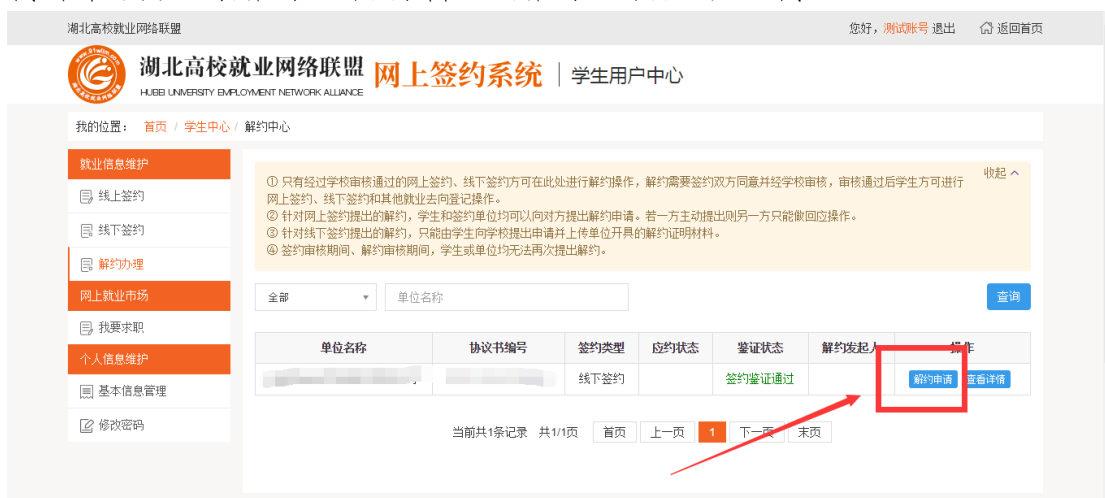 湖北高校就业网络联盟
您好，测试账号 退出 返回首页
湖北高校就业网络联盟 网上签约系统 | 学生用户中心
HUBEI UNIVERSITY EMPLOYMENT NETWORK ALLIANCE
我的位置： 首页 / 学生中心 / 解约中心
就业信息维护
线上签约
线下签约
解约办理
网上就业市场
我要求职
个人信息维护
基本信息管理
修改密码
收起
① 只有经过学校审核通过的网上签约、线下签约方可在此处进行解约操作，解约需要签约双方同意并经学校审核，审核通过后学生方可进行
网上签约、线下签约和其他就业去向登记操作。
② 针对网上签约提出的解约，学生和签约单位均可以向对方提出解约申请。若一方主动提出则另一方只能做回应操作。
③ 针对线下签约提出的解约，只能由学生向学校提出申请并上传单位开具的解约证明材料。
④ 签约审核期间、解约审核期间，学生或单位均无法再次提出解约。
全部 单位名称 查询
单位名称 协议书编号 签约类型 应约状态 鉴证状态 解约发起人 操作
线下签约 签约鉴证通过 解约申请 查看详情
当前共1条记录 共1/1页 首页 上一页 1 下一页 末页